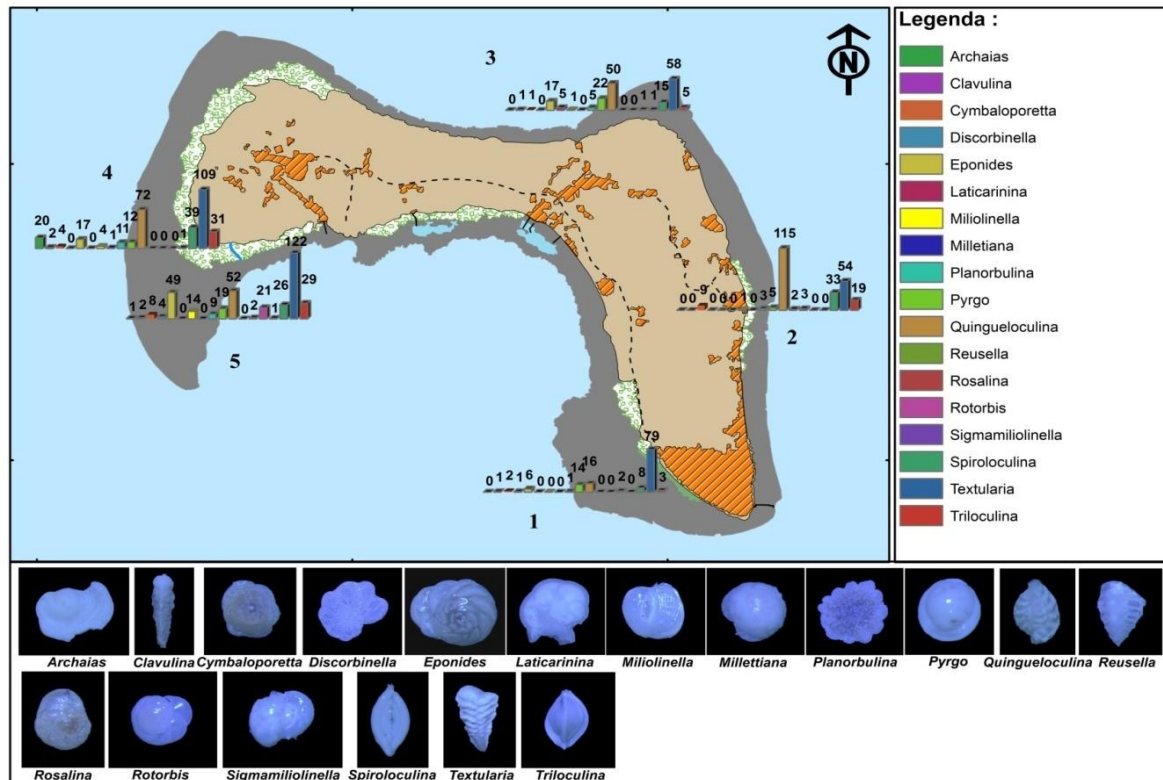 Legenda :
N
3
0 1 1 0 17 5 1 0 5 22 50 0 0 1 1 15 58 5
4
20 2 4 0 17 0 4 1 11 12 72 0 0 0 1 39 109 31
5
1 2 8 4 49 0 14 0 9 19 52 0 2 21 1 26 122 29
2
0 0 9 0 0 0 1 0 3 5 115 2 3 0 0 33 54 19
1
0 1 2 1 6 0 0 0 1 14 16 0 0 2 0 8 79 3
Archaias
Clavulina
Cymbaloporetta
Discorbinella
Eponides
Laticarinina
Miliolinella
Milletiana
Planorbulina
Pyrgo
Quingueloculina
Reusella
Rosalina
Rotorbis
Sigmamiliolinella
Spiroloculina
Textularia
Triloculina
Archaias Clavulina Cymbaloporetta Discorbinella Eponides Laticarinina Miliolinella Millettiana Planorbulina Pyrgo Quingueloculina Reusella
Rosalina Rotorbis Sigmamiliolinella Spiroloculina Textularia Triloculina